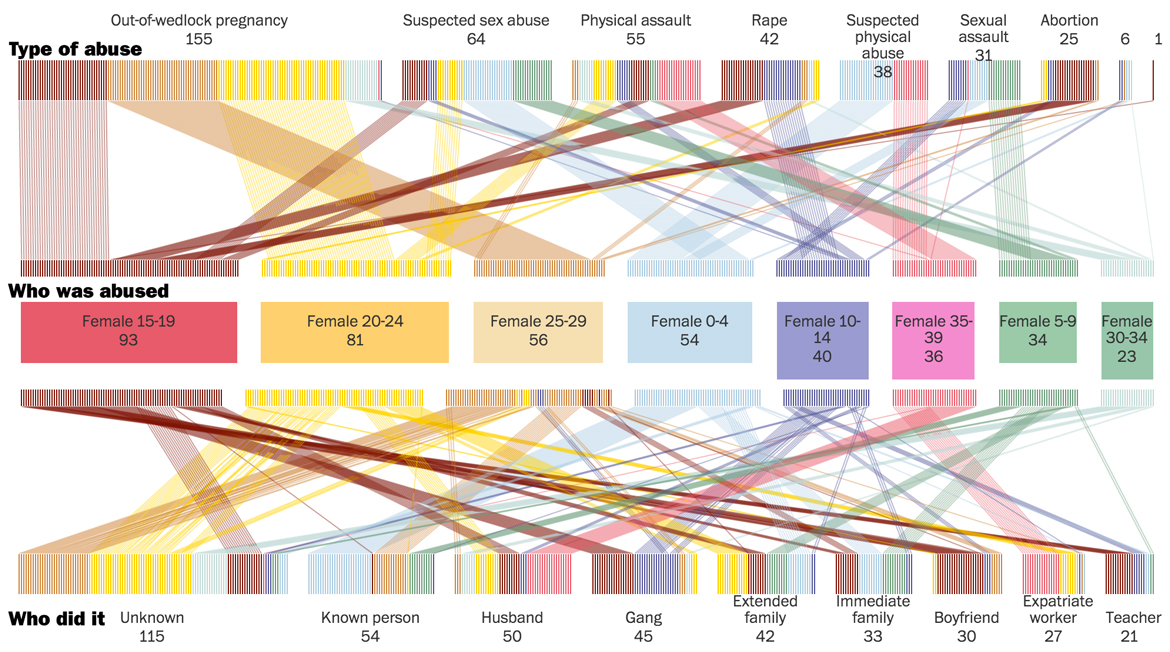 Out-of-wedlock pregnancy
155
Suspected sex abuse
64
Physical assault
55
Rape
42
Suspected
physical
abuse
38
Sexual
assault
31
Abortion
25
6
1
Type of abuse
Who was abused
Female 15-19
93
Female 20-24
81
Female 25-29
56
Female 0-4
54
Female 10-
14
40
Female 35-
39
36
Female 5-9
34
Female
30-34
23
Who did it
Unknown
115
Known person
54
Husband
50
Gang
45
Extended
family
42
Immediate
family
33
Boyfriend
30
Expatriate
worker
27
Teacher
21